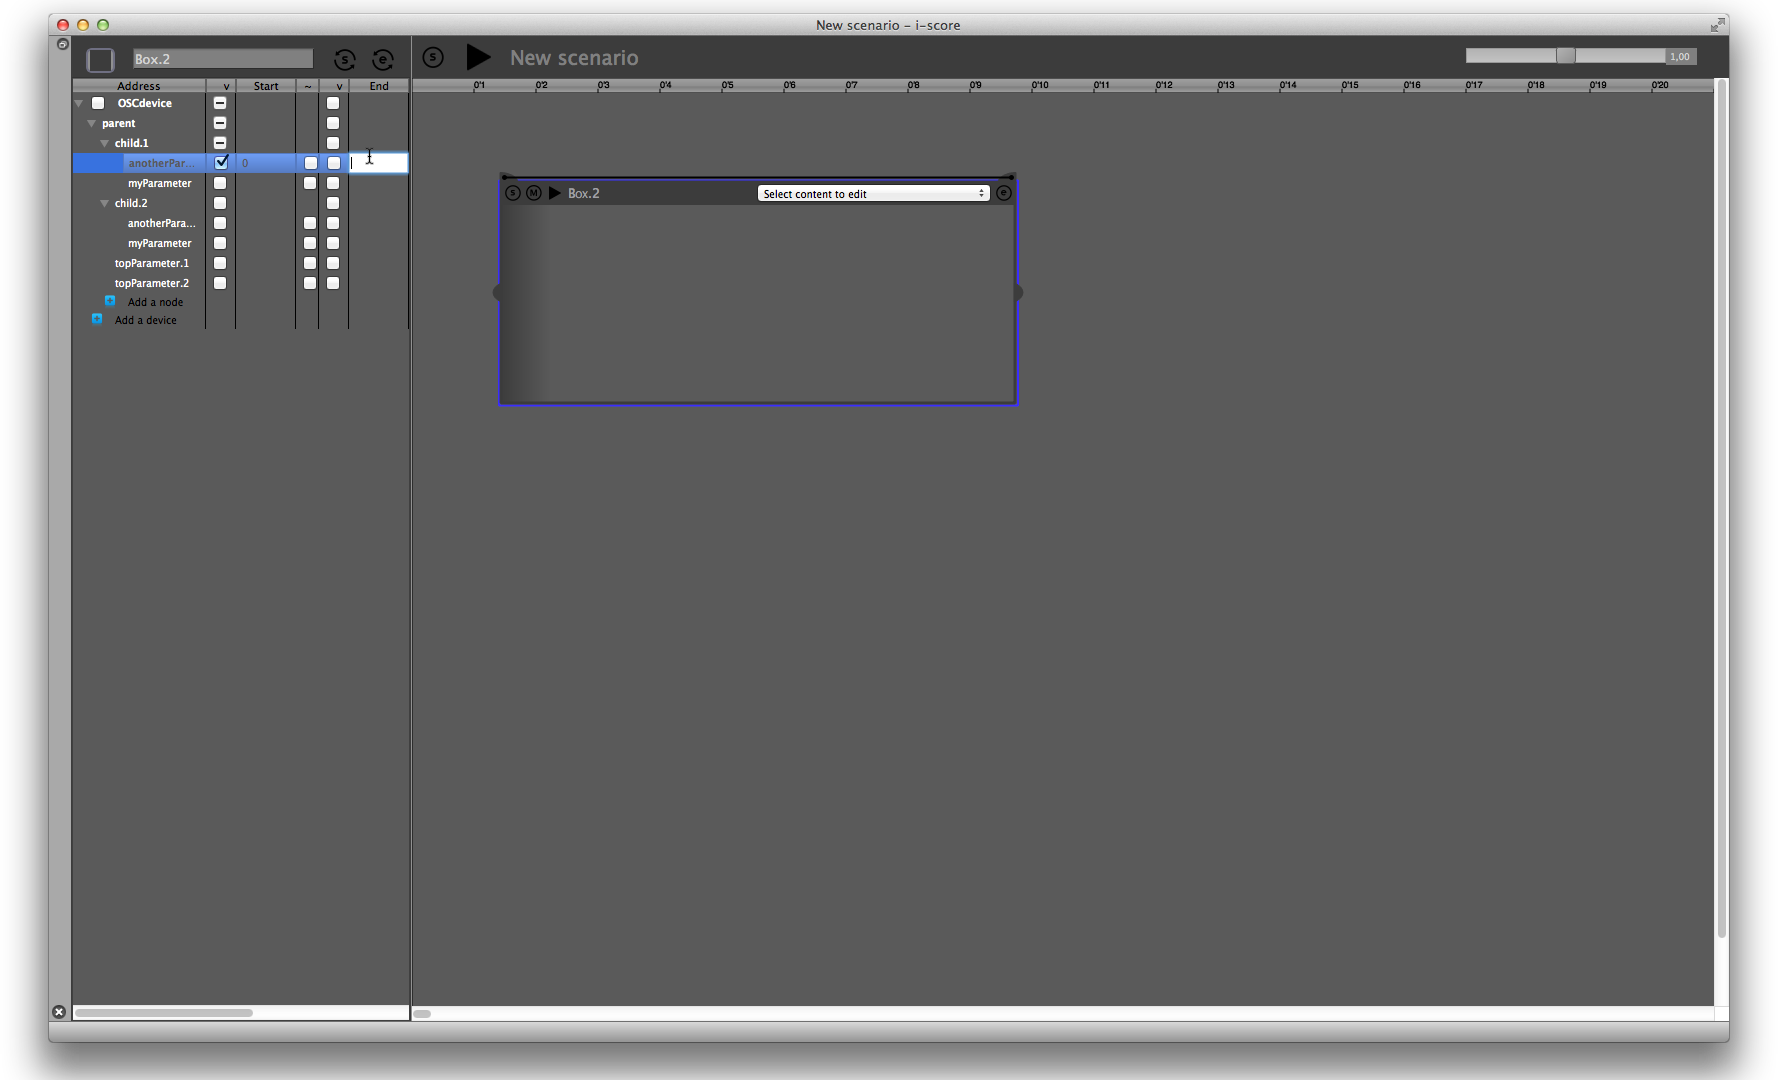 New scenario – i-score
Box.2
S
e
S
New scenario
1,00
Address v Start ~ v End
0'1 0'2 0'3 0'4 0'5 0'6 0'7 0'8 0'9 0'10 0'11 0'12 0'13 0'14 0'15 0'16 0'17 0'18 0'19 0'20
OSCdevice
parent
child.1
anotherPar... 0
myParameter
child.2
anotherPara...
myParameter
topParameter.1
topParameter.2
Add a node
Add a device
S M Box.2 Select content to edit e